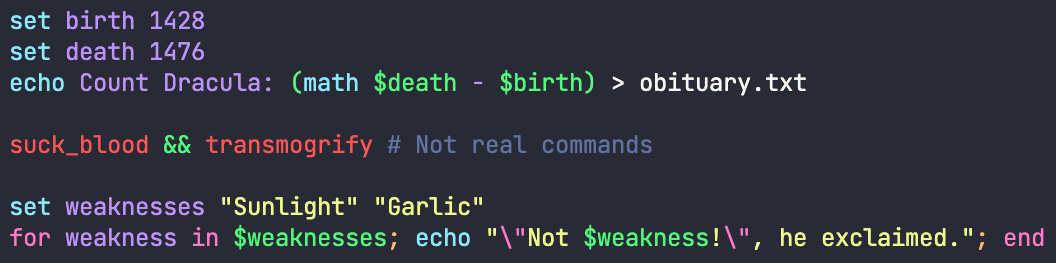 set birth 1428
set death 1476
echo Count Dracula: (math $death - $birth) > obituary.txt
suck_blood && transmogrify # Not real commands
set weaknesses "Sunlight" "Garlic"
for weakness in $weaknesses; echo "\"Not $weakness!\", he exclaimed."; end